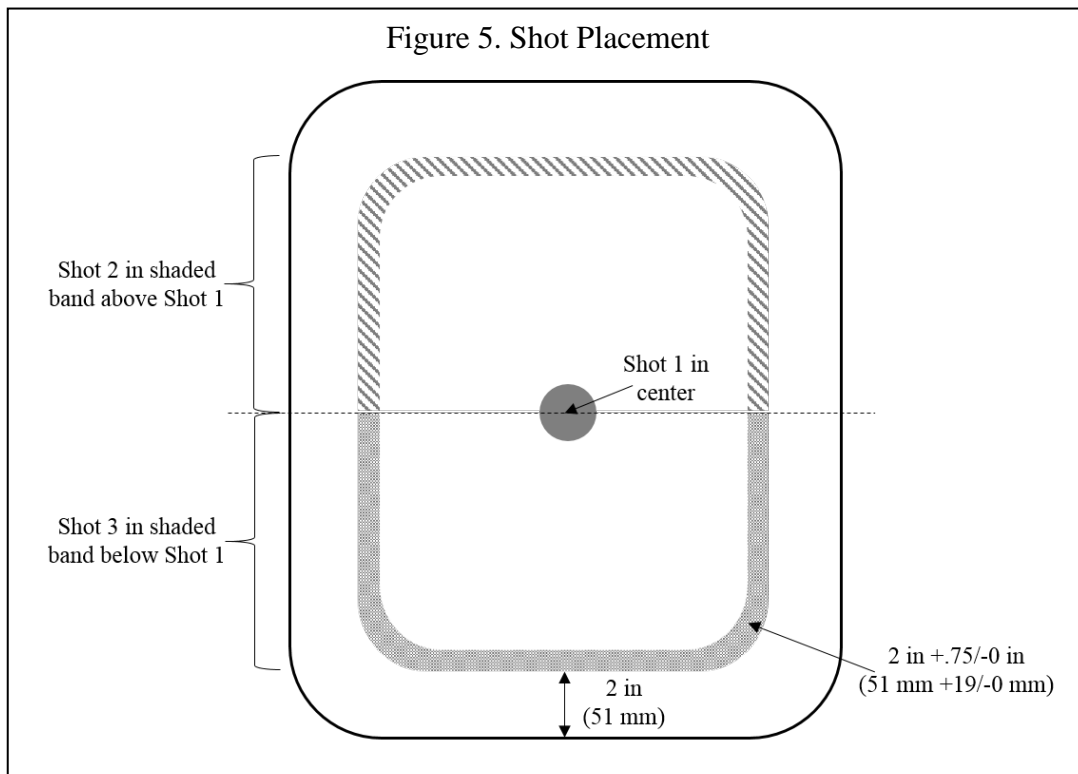 Figure 5. Shot Placement
Shot 2 in shaded
band above Shot 1
Shot 1 in
center
Shot 3 in shaded
band below Shot 1
2 in
(51 mm)
2 in +.75/-0 in
(51 mm +19/-0 mm)